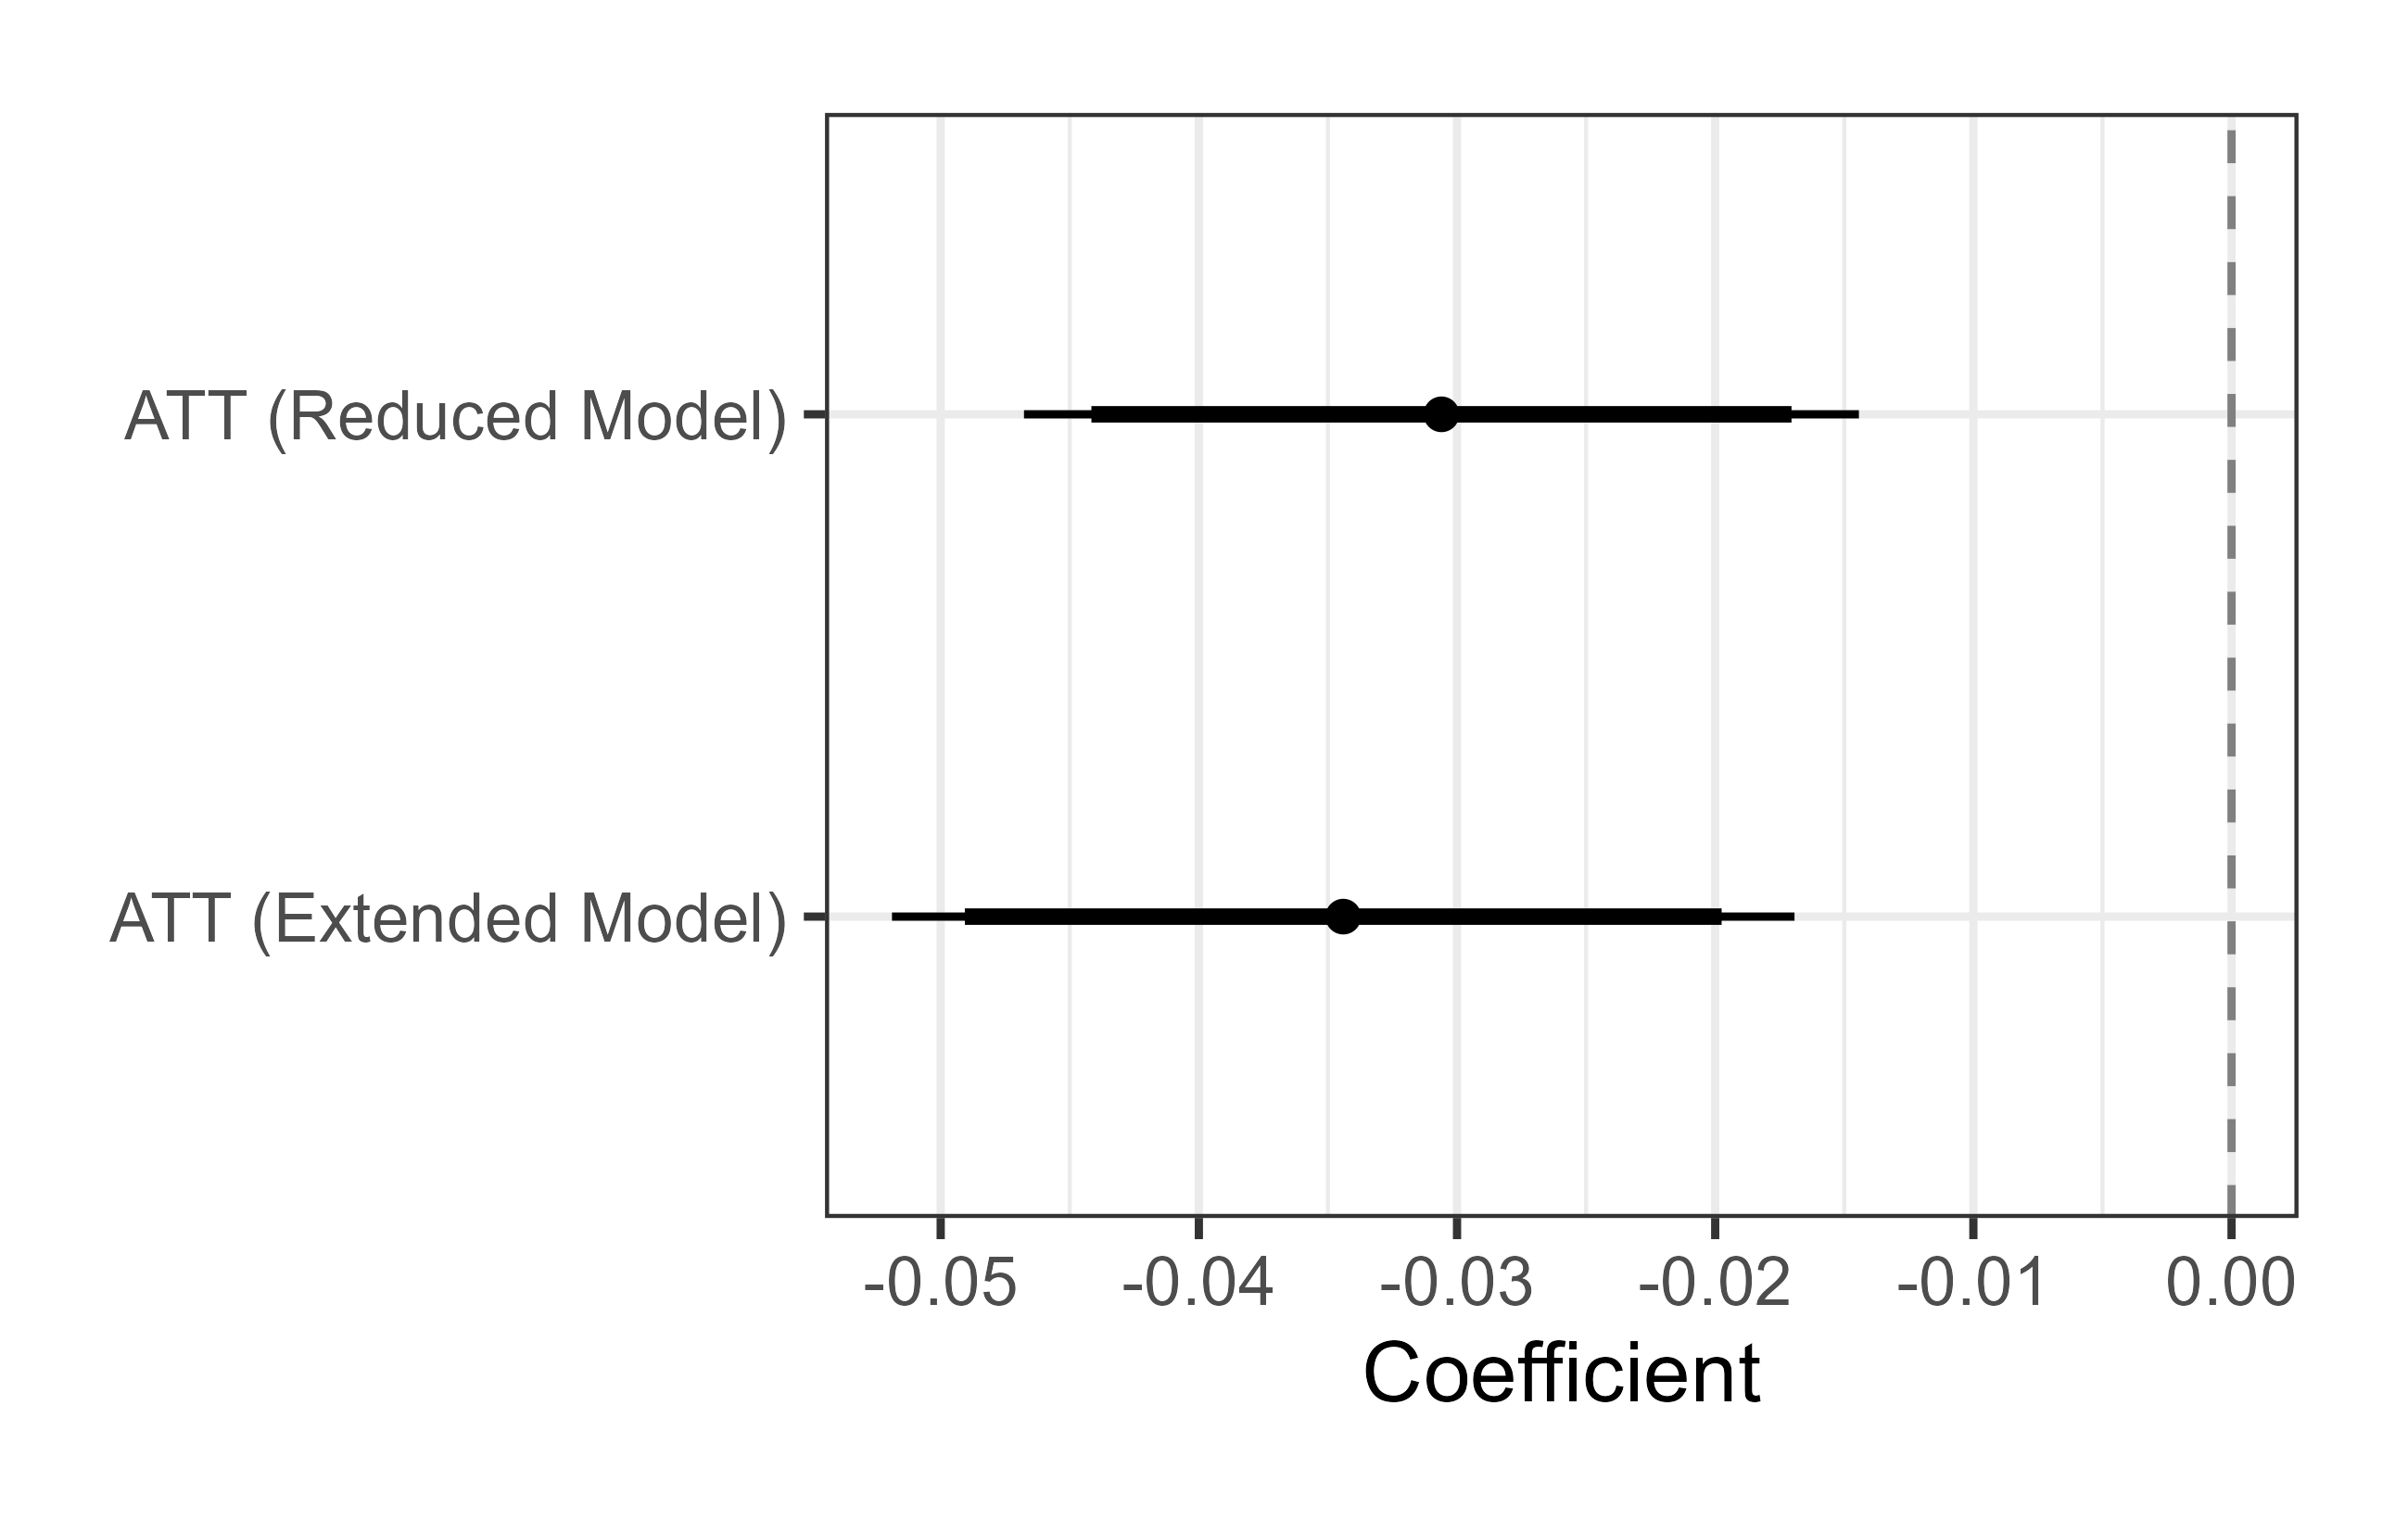 ATT (Reduced Model)
ATT (Extended Model)
-0.05 -0.04 -0.03 -0.02 -0.01 0.00
Coefficient